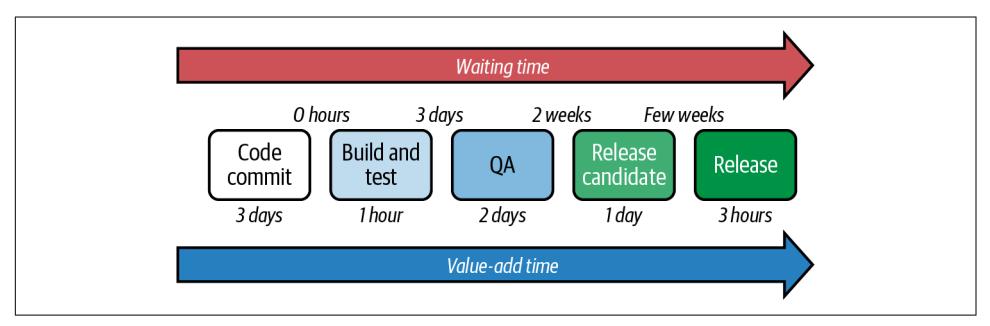 Waiting time
0 hours
3 days
2 weeks
Few weeks
Code
commit
Build and
test
QA
Release
candidate
Release
3 days
1 hour
2 days
1 day
3 hours
Value-add time